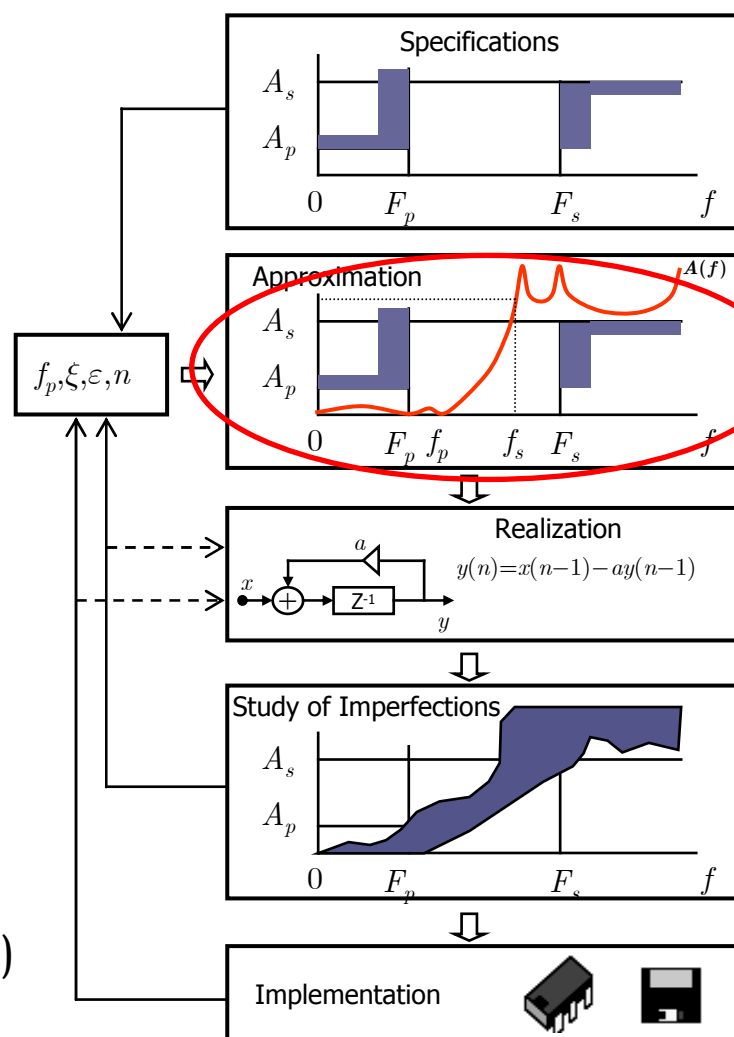 Specifications
A_s
A_p
0 F_p F_s f
Approximation A(f)
A_s
f_p,ξ,ε,n
A_p
0 F_p f_p f_s F_s f
Realization
a
y(n)=x(n−1)−ay(n−1)
x
+ Z⁻¹
y
Study of Imperfections
A_s
A_p
0 F_p F_s f
)
Implementation